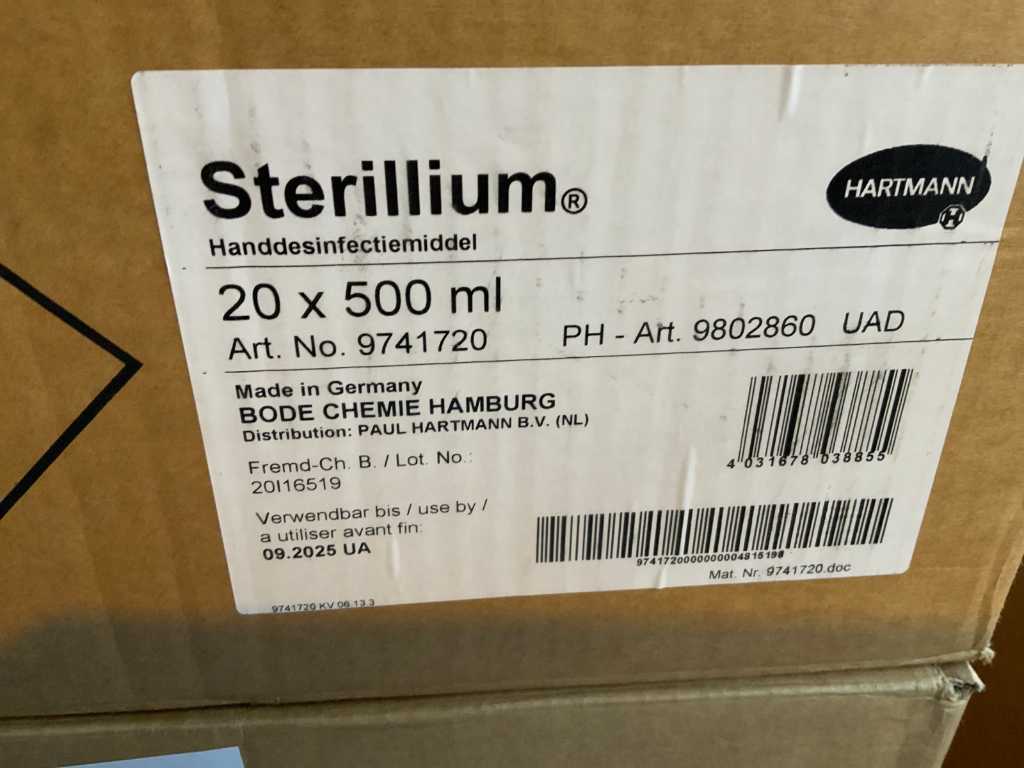 Sterillium®
HARTMANN
Handdesinfectiemiddel
20 x 500 ml
Art. No. 9741720 PH - Art. 9802860 UAD
Made in Germany
BODE CHEMIE HAMBURG
Distribution: PAUL HARTMANN B.V. (NL)
4 031678 038855
Fremd-Ch. B. / Lot. No.:
20I16519
Verwendbar bis / use by /
a utiliser avant fin:
09.2025 UA
974172000000004815198
Mat. Nr. 9741720.doc
9741720 KV 06.13.3